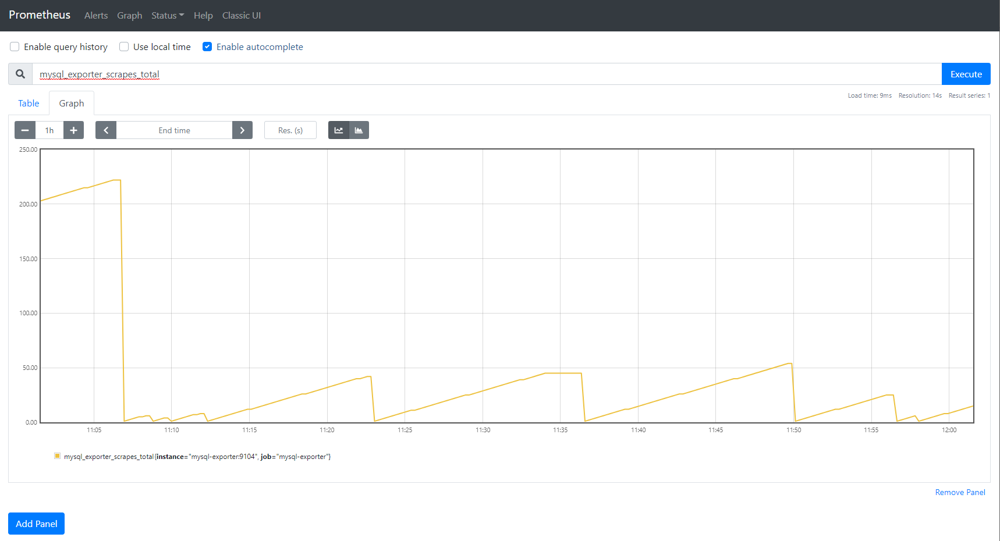 Prometheus Alerts Graph Status Help Classic UI
Enable query history Use local time Enable autocomplete
mysql_exporter_scrapes_total Execute
Load time: 9ms Resolution: 14s Result series: 1
Table Graph
1h End time Res. (s)
250.00
200.00
150.00
100.00
50.00
0.00
11:05 11:10 11:15 11:20 11:25 11:30 11:35 11:40 11:45 11:50 11:55 12:00
mysql_exporter_scrapes_total{instance="mysql-exporter:9104", job="mysql-exporter"}
Remove Panel
Add Panel